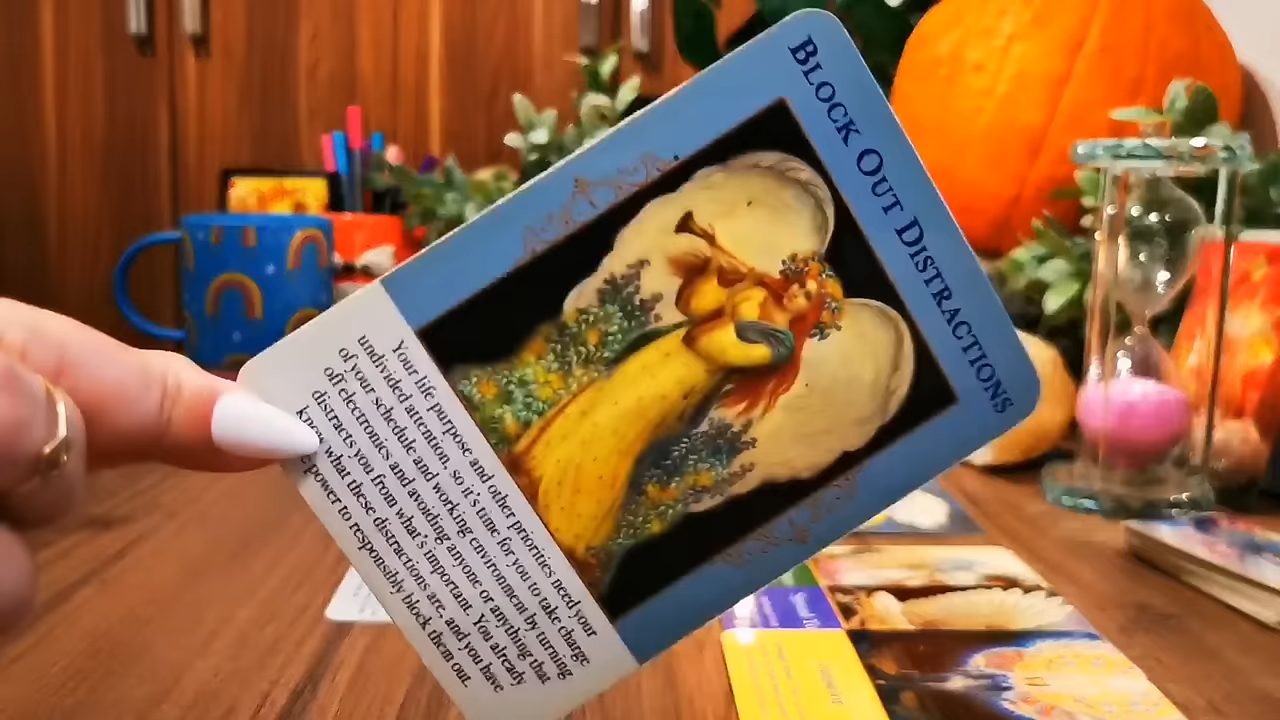 BLOCK OUT DISTRACTIONS
Your life purpose and other priorities need your
undivided attention, so it's time for you to take charge
of your schedule and working environment by turning
off electronics and avoiding anyone or anything that
distracts you from what's important. You already
know what these distractions are, and you have
power to responsibly block them out.